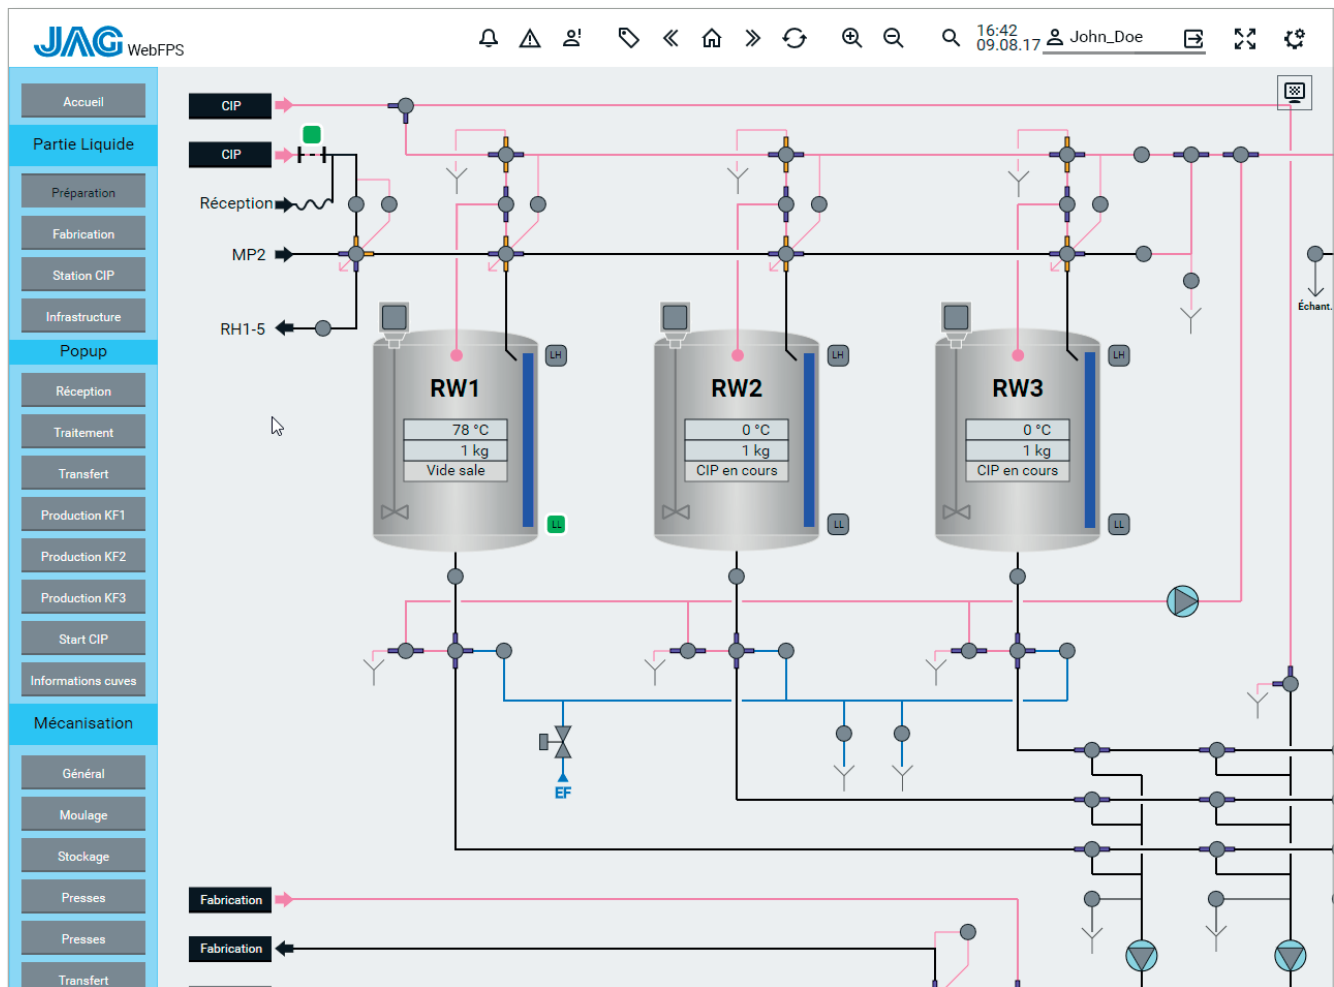 JAG WebFPS
16:42
09.08.17
John_Doe
Accueil
Partie Liquide
Préparation
Fabrication
Station CIP
Infrastructure
Popup
Réception
Traitement
Transfert
Production KF1
Production KF2
Production KF3
Start CIP
Informations cuves
Mécanisation
Général
Moulage
Stockage
Presses
Presses
Transfert
CIP
CIP
Réception
MP2
RH1-5
Échant.
LH
LH
LH
RW1
78 °C
1 kg
Vide sale
LL
RW2
0 °C
1 kg
CIP en cours
LL
RW3
0 °C
1 kg
CIP en cours
LL
EF
Fabrication
Fabrication